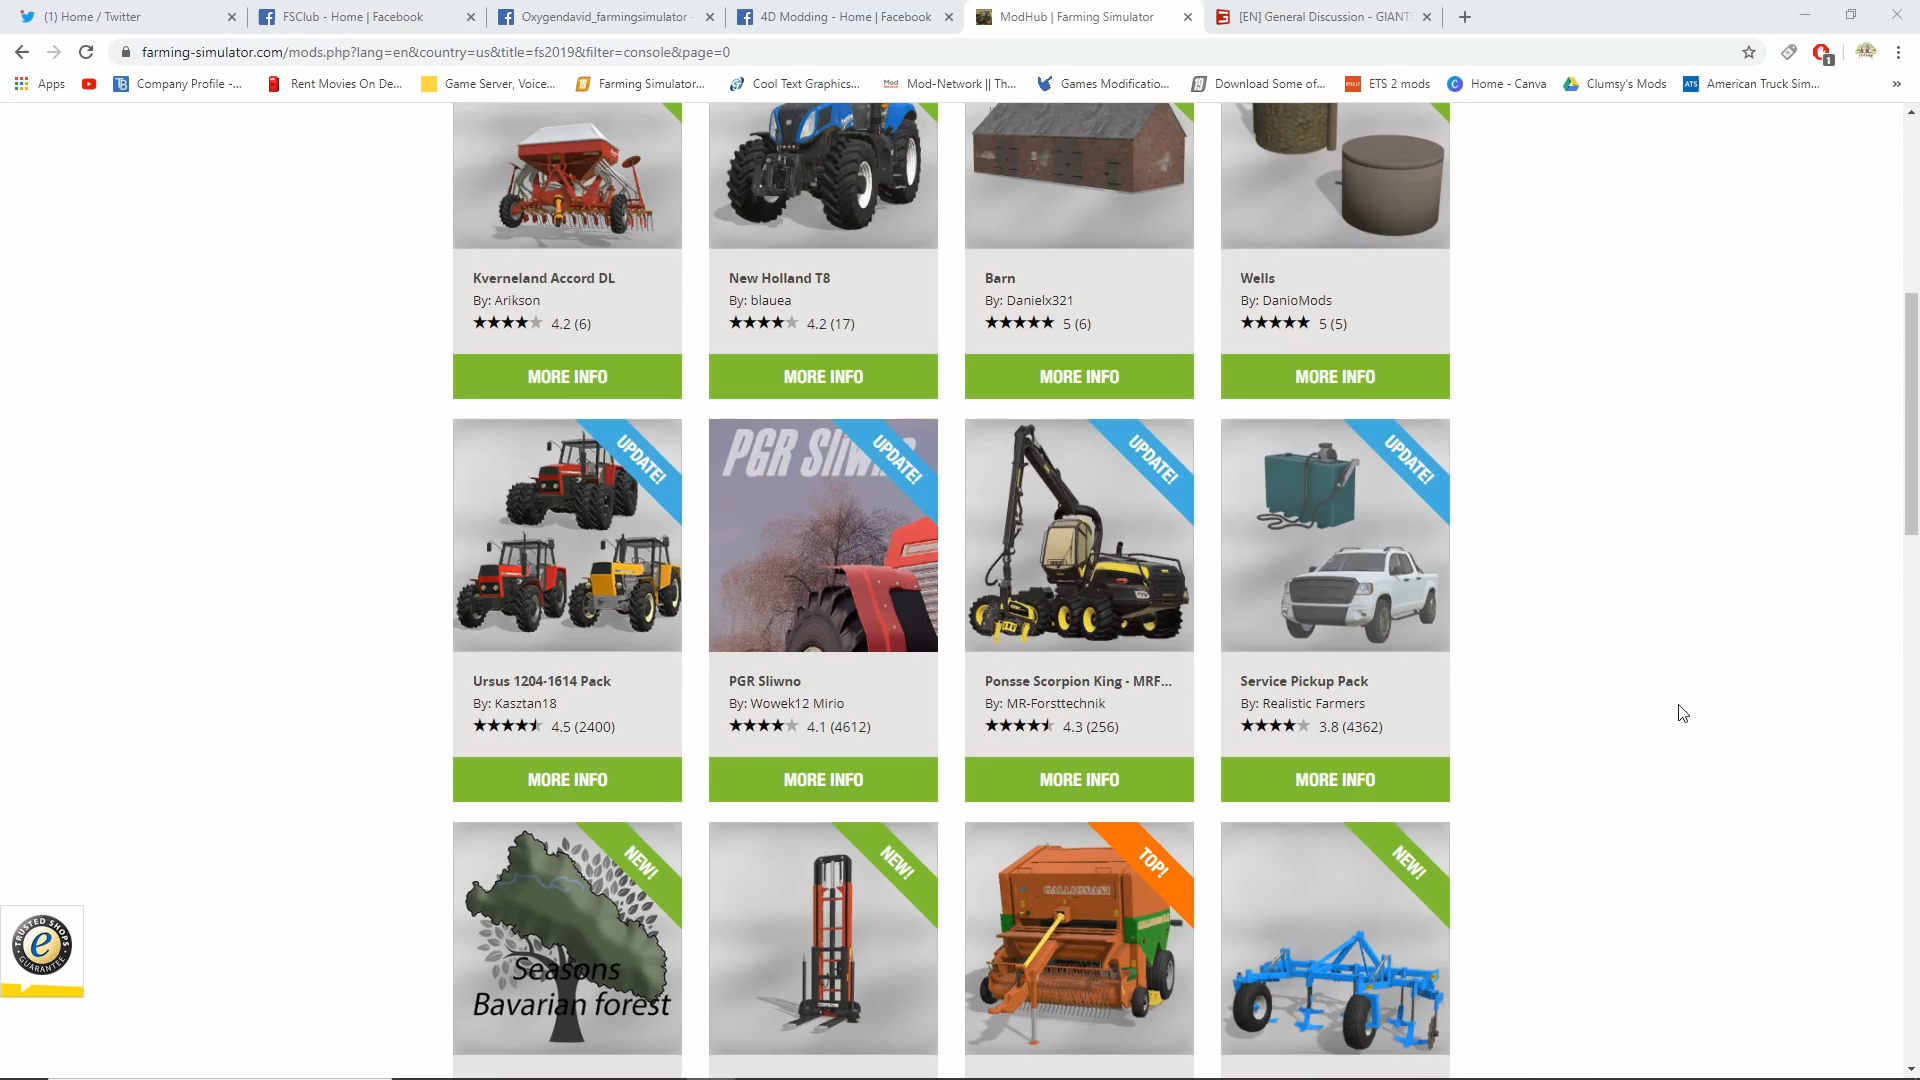 (1) Home / Twitter
FSClub - Home | Facebook
Oxygendavid_farmingsimulator -
4D Modding - Home | Facebook
ModHub | Farming Simulator
[EN] General Discussion - GIANT
farming-simulator.com/mods.php?lang=en&country=us&title=fs2019&filter=console&page=0
1
Apps
Company Profile -...
Rent Movies On De...
Game Server, Voice...
Farming Simulator...
Cool Text Graphics...
Mod-Network || Th...
Games Modificatio...
Download Some of...
ETS 2 mods
Home - Canva
Clumsy's Mods
American Truck Sim...
Kverneland Accord DL
By: Arikson
4.2 (6)
MORE INFO
New Holland T8
By: blauea
4.2 (17)
MORE INFO
Barn
By: Danielx321
5 (6)
MORE INFO
Wells
By: DanioMods
5 (5)
MORE INFO
UPDATE!
Ursus 1204-1614 Pack
By: Kasztan18
4.5 (2400)
MORE INFO
PGR Sliw
UPDATE!
PGR Sliwno
By: Wowek12 Mirio
4.1 (4612)
MORE INFO
UPDATE!
Ponsse Scorpion King - MRF...
By: MR-Forsttechnik
4.3 (256)
MORE INFO
UPDATE!
Service Pickup Pack
By: Realistic Farmers
3.8 (4362)
MORE INFO
NEW!
Seasons
Bavarian forest
NEW!
TOP!
GALLIGNANI
NEW!
TRUSTED SHOPS
e
GUARANTEE